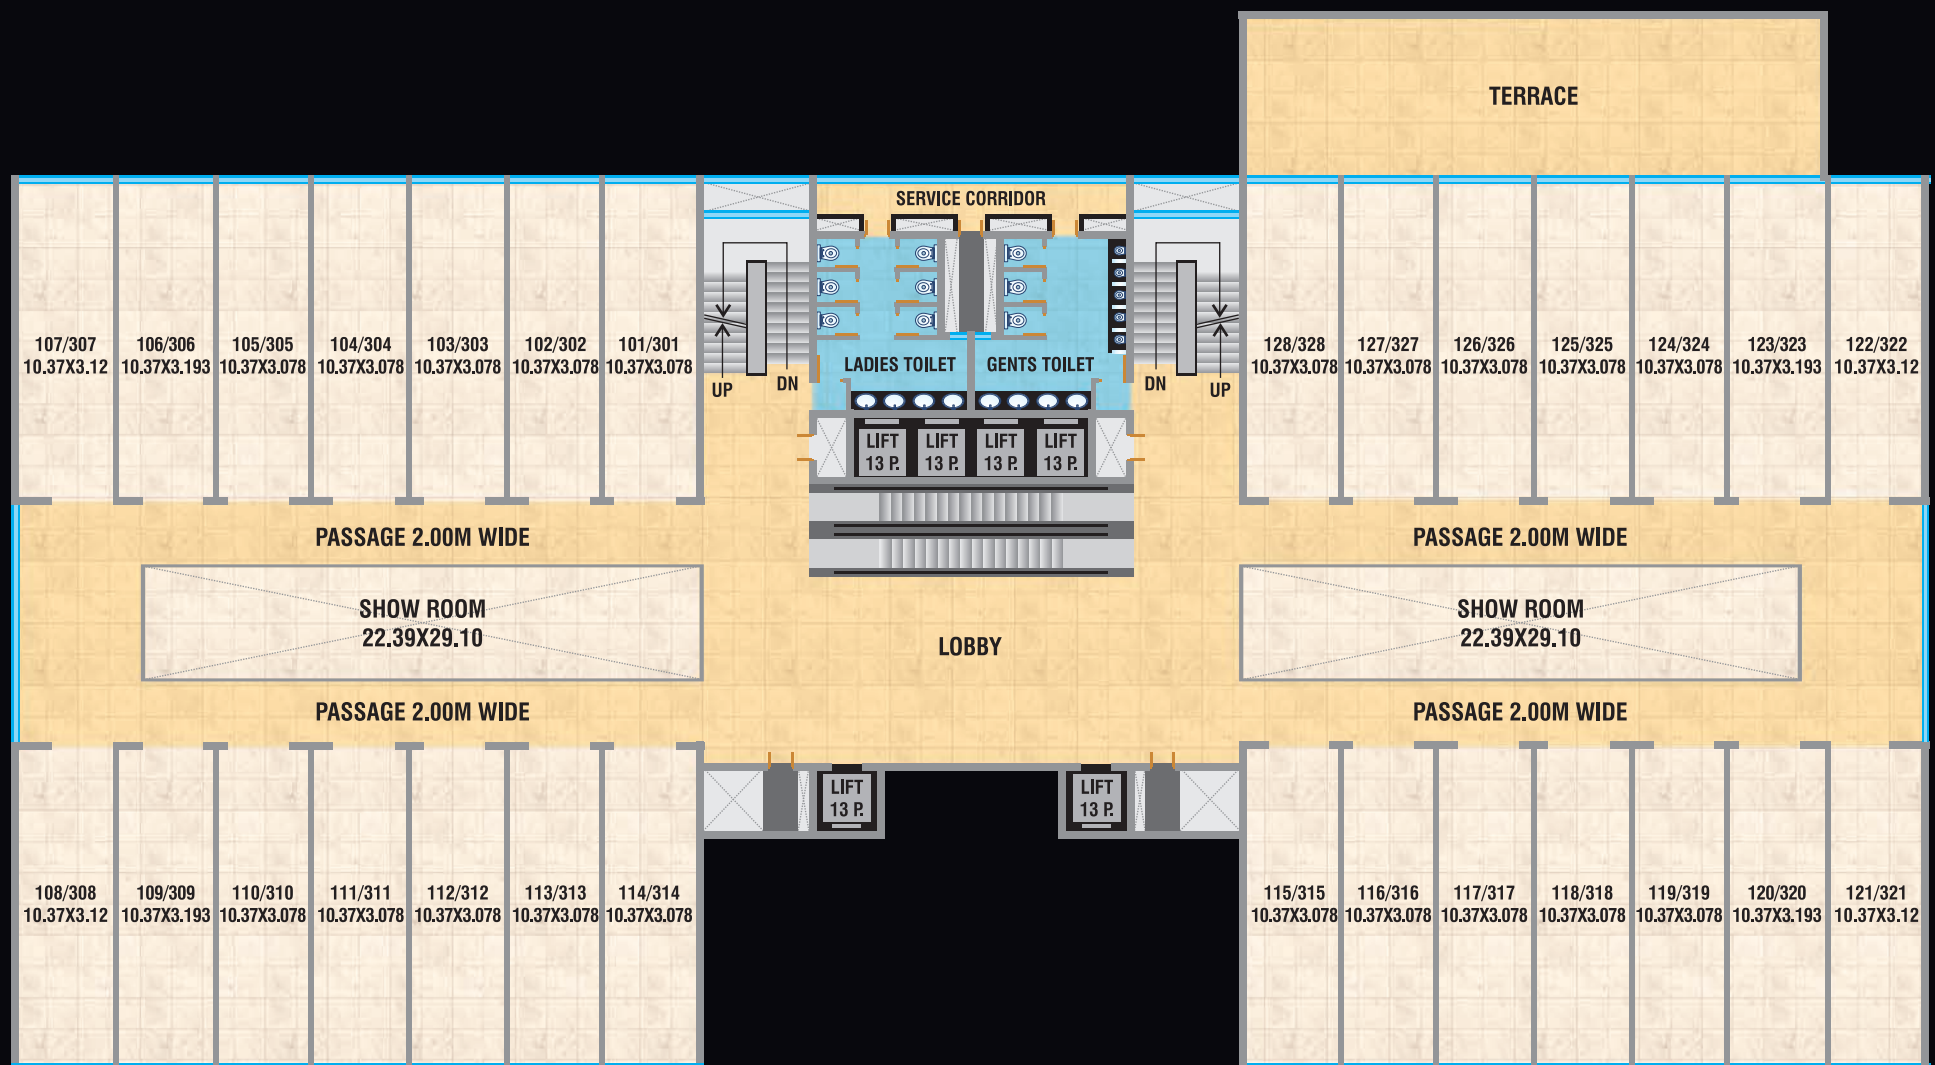 TERRACE
SERVICE CORRIDOR
107/307
10.37X3.12
106/306
10.37X3.193
105/305
10.37X3.078
104/304
10.37X3.078
103/303
10.37X3.078
102/302
10.37X3.078
101/301
10.37X3.078
UP
DN
LADIES TOILET
GENTS TOILET
DN
UP
128/328
10.37X3.078
127/327
10.37X3.078
126/326
10.37X3.078
125/325
10.37X3.078
124/324
10.37X3.078
123/323
10.37X3.193
122/322
10.37X3.12
LIFT
13 P.
LIFT
13 P.
LIFT
13 P.
LIFT
13 P.
PASSAGE 2.00M WIDE
PASSAGE 2.00M WIDE
SHOW ROOM
22.39X29.10
LOBBY
SHOW ROOM
22.39X29.10
PASSAGE 2.00M WIDE
PASSAGE 2.00M WIDE
LIFT
13 P.
LIFT
13 P.
108/308
10.37X3.12
109/309
10.37X3.193
110/310
10.37X3.078
111/311
10.37X3.078
112/312
10.37X3.078
113/313
10.37X3.078
114/314
10.37X3.078
115/315
10.37X3.078
116/316
10.37X3.078
117/317
10.37X3.078
118/318
10.37X3.078
119/319
10.37X3.078
120/320
10.37X3.193
121/321
10.37X3.12